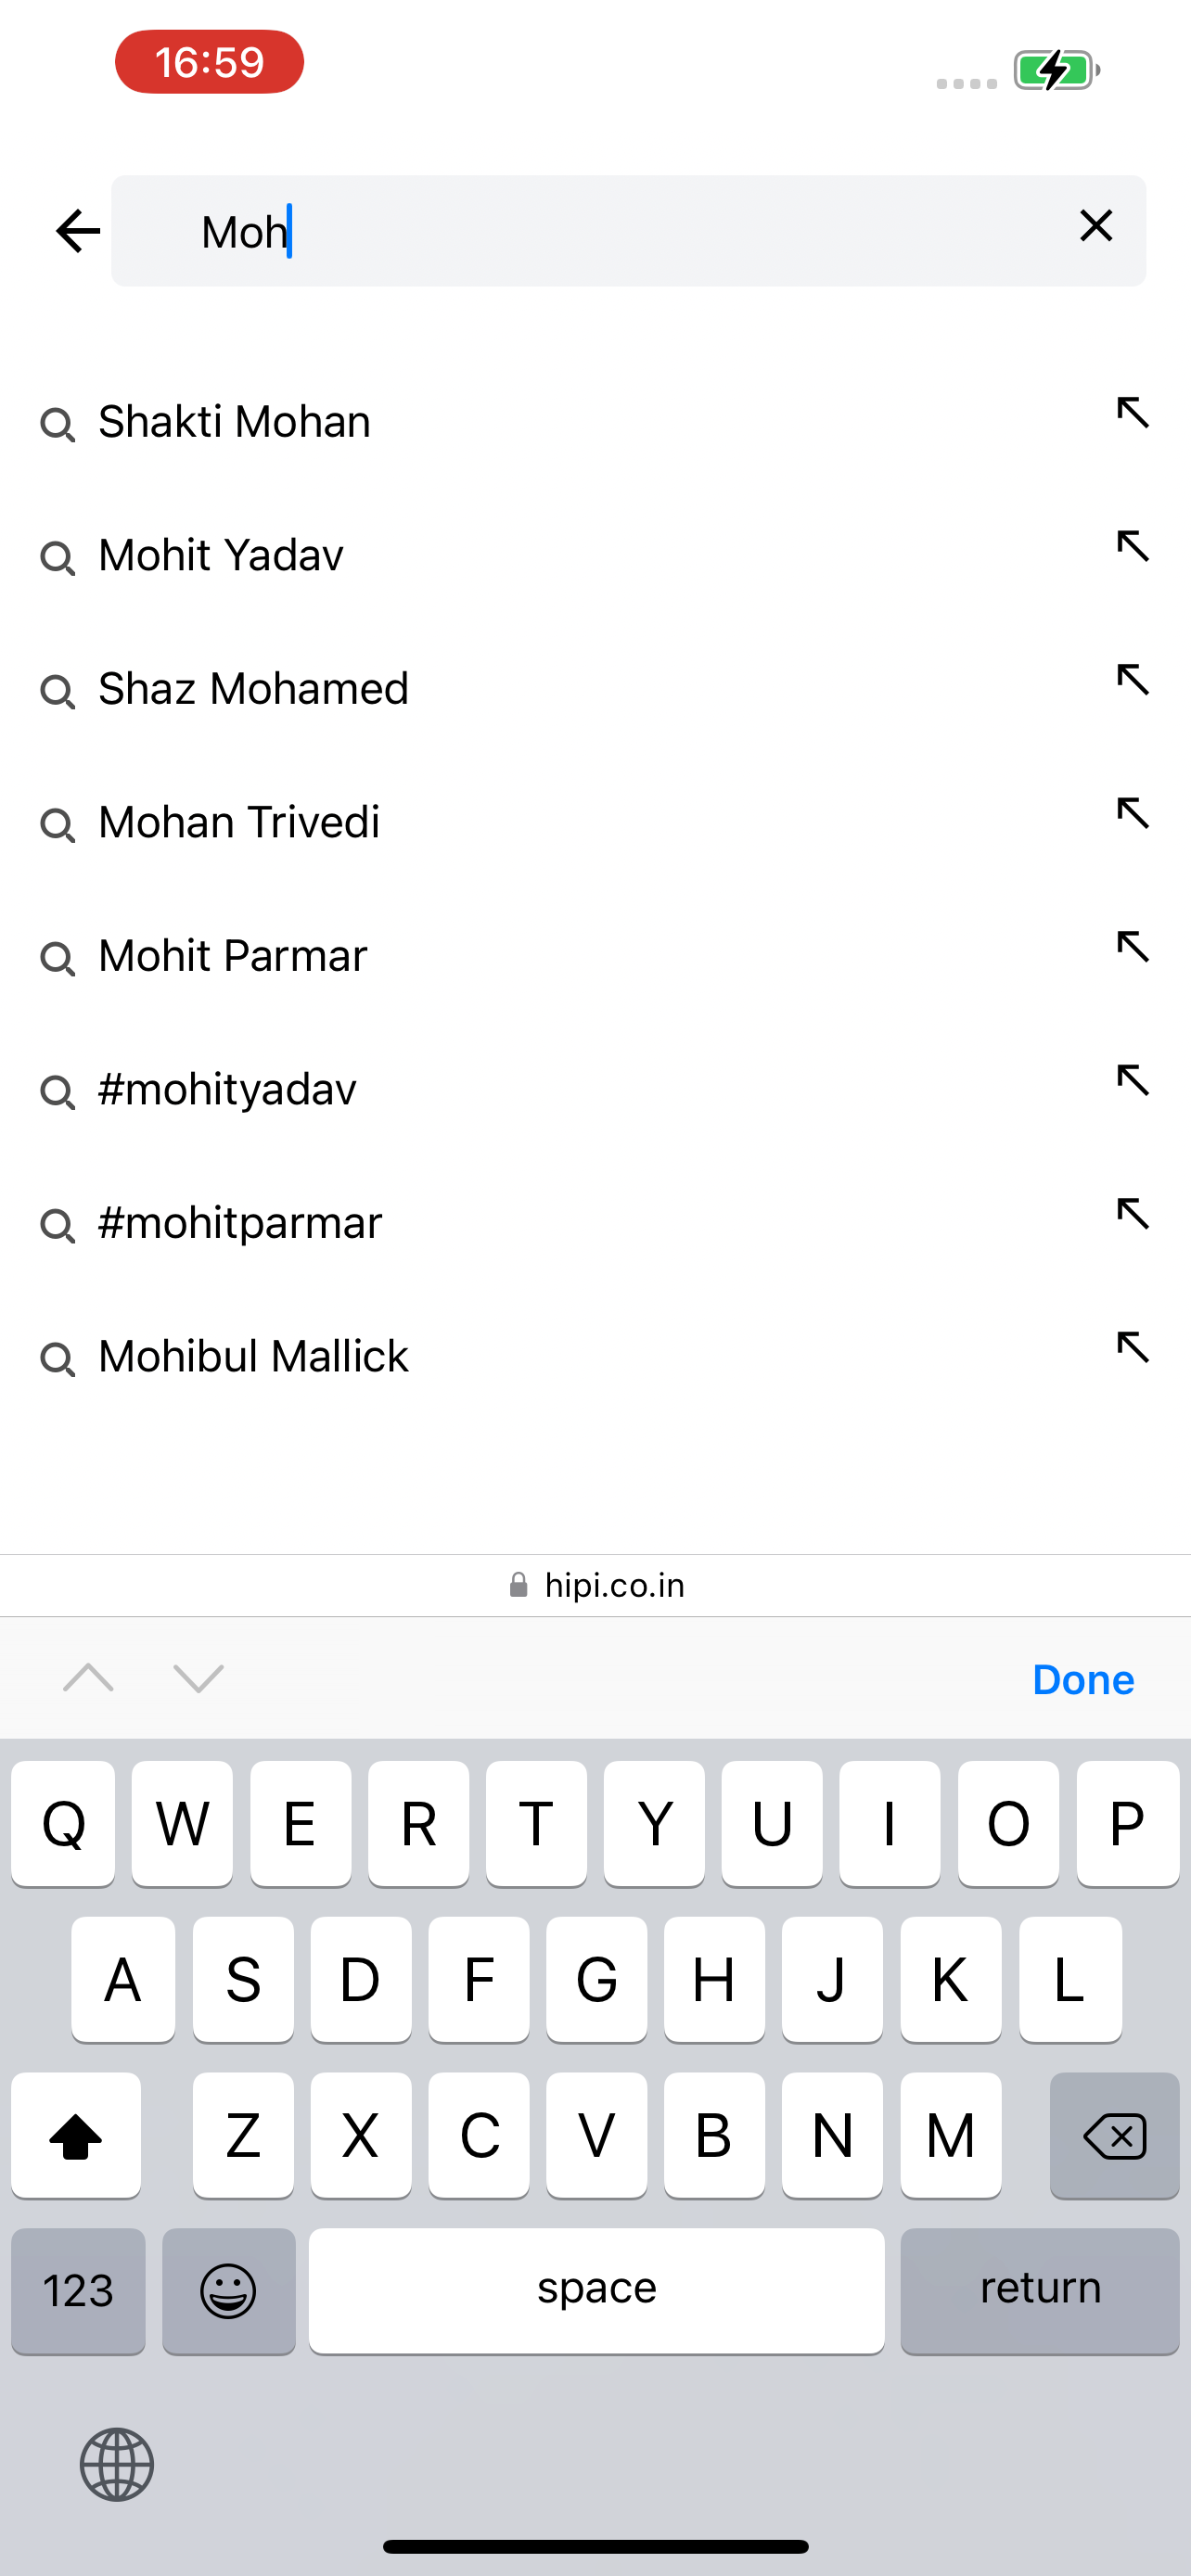 16:59
Moh
Shakti Mohan
Mohit Yadav
Shaz Mohamed
Mohan Trivedi
Mohit Parmar
#mohityadav
#mohitparmar
Mohibul Mallick
hipi.co.in
Done
Q W E R T Y U I O P
A S D F G H J K L
Z X C V B N M
123 space return